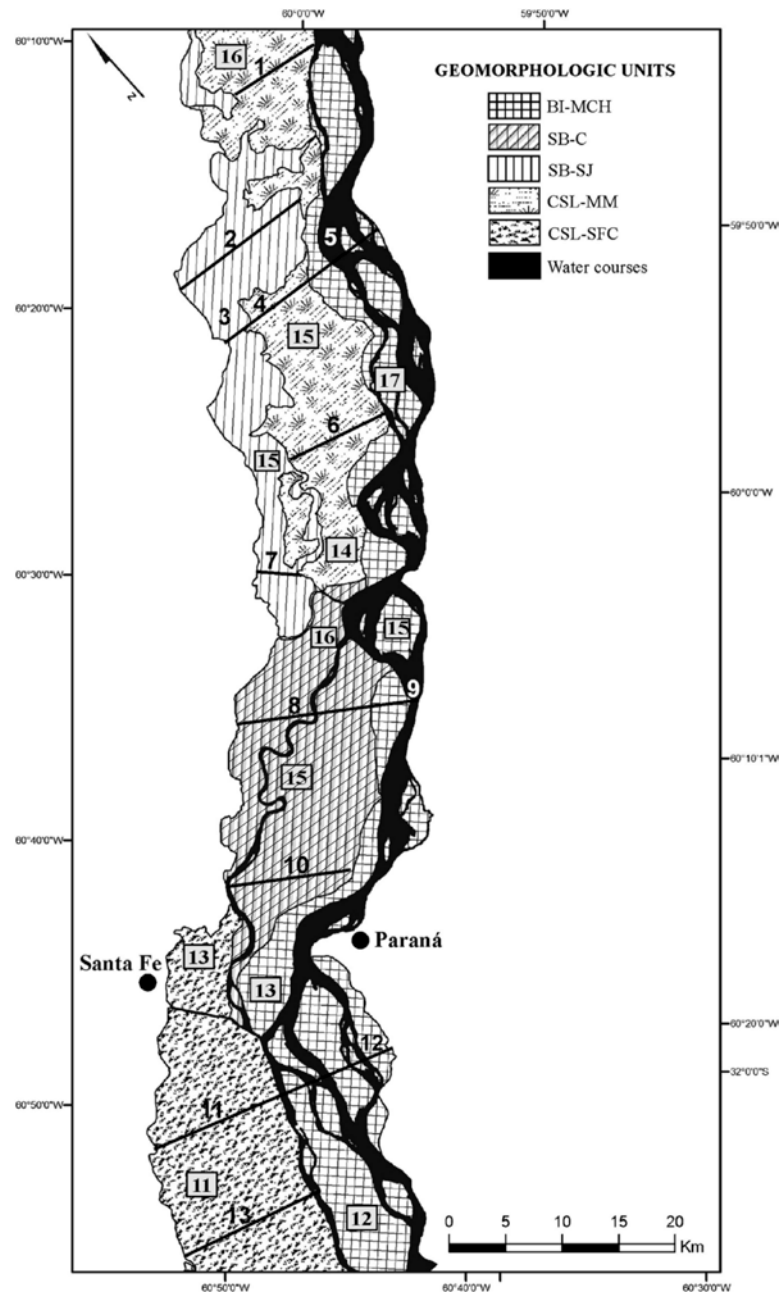 60°0'0"W
59°50'0"W
60°10'0"W
16
1
z
GEOMORPHOLOGIC UNITS
BI-MCH
SB-C
SB-SJ
CSL-MM
CSL-SFC
Water courses
59°50'0"W
2
5
60°20'0"W
3
4
15
17
6
15
60°0'0"W
14
7
60°30'0"W
16
15
9
8
60°10'1"W
15
60°40'0"W
10
Paraná
13
Santa Fe
13
60°20'0"W
12
32°0'0"S
60°50'0"W
11
11
13
12
0 5 10 15 20
Km
60°50'0"W
60°40'0"W
60°30'0"W